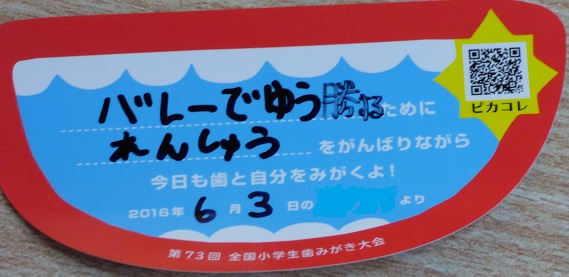 ピカコレ
バレーでゆう勝するために
れんしゅうをがんばりながら
今日も歯と自分をみがくよ！
2016年6月3日のより
第73回 全国小学生歯みがき大会